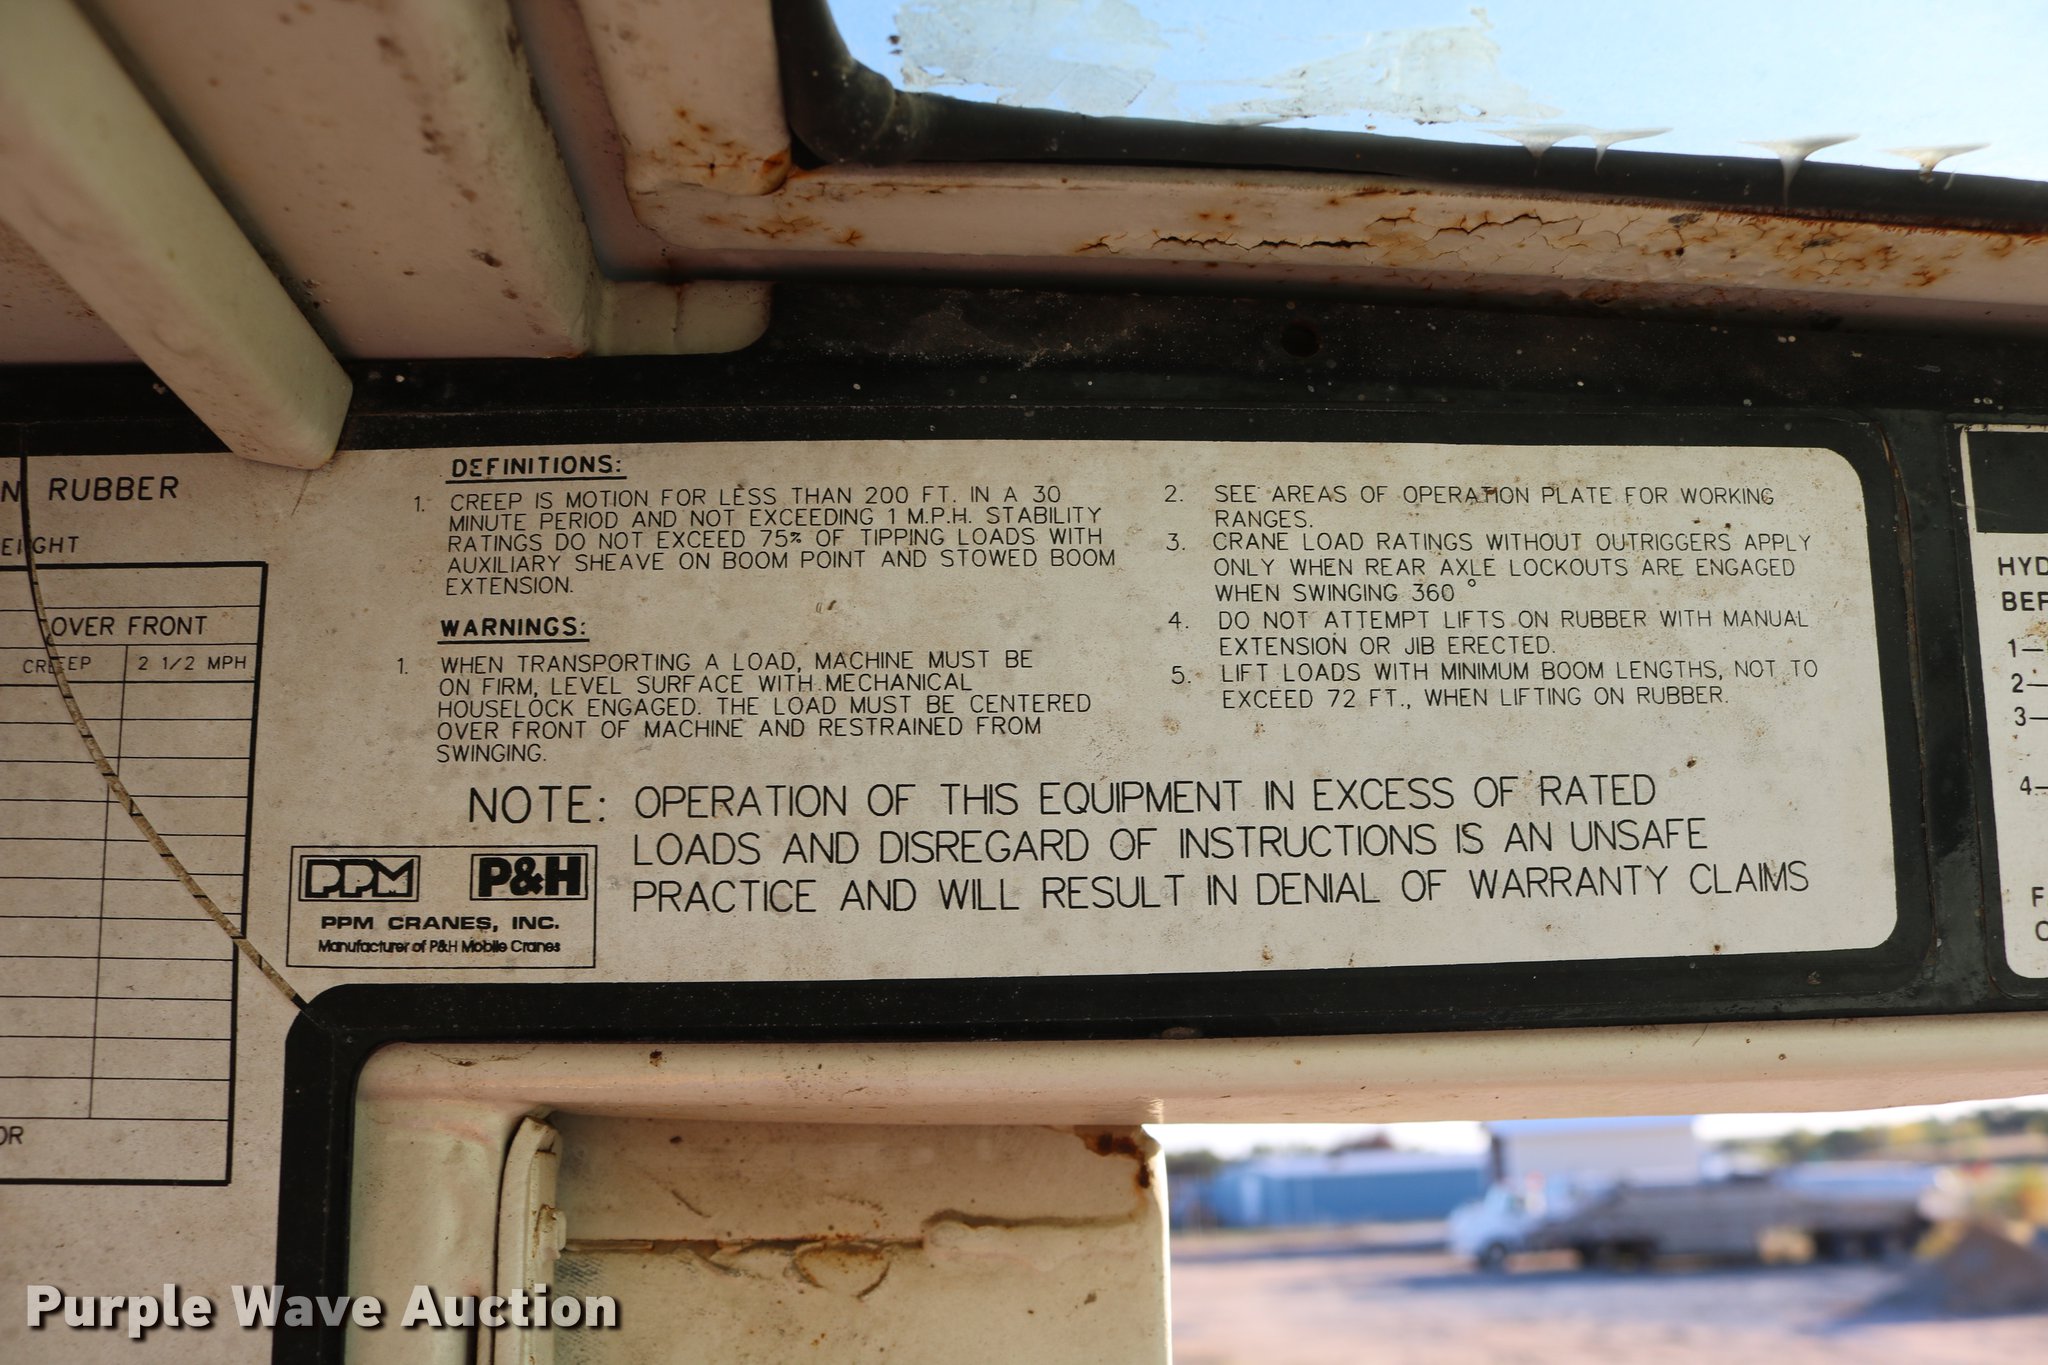 N RUBBER
EIGHT
OVER FRONT
CREEP 2 1/2 MPH
OR
DEFINITIONS:
1. CREEP IS MOTION FOR LESS THAN 200 FT. IN A 30
MINUTE PERIOD AND NOT EXCEEDING 1 M.P.H. STABILITY
RATINGS DO NOT EXCEED 75% OF TIPPING LOADS WITH
AUXILIARY SHEAVE ON BOOM POINT AND STOWED BOOM
EXTENSION.
WARNINGS:
1. WHEN TRANSPORTING A LOAD, MACHINE MUST BE
ON FIRM, LEVEL SURFACE WITH MECHANICAL
HOUSELOCK ENGAGED. THE LOAD MUST BE CENTERED
OVER FRONT OF MACHINE AND RESTRAINED FROM
SWINGING.
2. SEE AREAS OF OPERATION PLATE FOR WORKING
RANGES.
3. CRANE LOAD RATINGS WITHOUT OUTRIGGERS APPLY
ONLY WHEN REAR AXLE LOCKOUTS ARE ENGAGED
WHEN SWINGING 360°
4. DO NOT ATTEMPT LIFTS ON RUBBER WITH MANUAL
EXTENSION OR JIB ERECTED.
5. LIFT LOADS WITH MINIMUM BOOM LENGTHS, NOT TO
EXCEED 72 FT., WHEN LIFTING ON RUBBER.
NOTE: OPERATION OF THIS EQUIPMENT IN EXCESS OF RATED
LOADS AND DISREGARD OF INSTRUCTIONS IS AN UNSAFE
PRACTICE AND WILL RESULT IN DENIAL OF WARRANTY CLAIMS
PPM P&H
PPM CRANES, INC.
Manufacturer of P&H Mobile Cranes
HYD
BEF
1—
2—
3—
4—
F
Purple Wave Auction